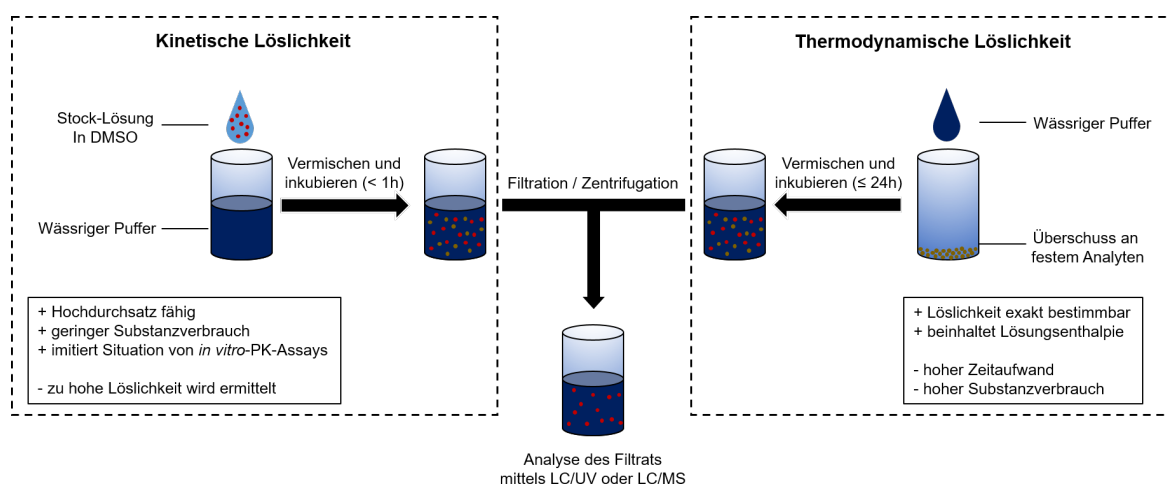 Kinetische Löslichkeit
Stock-Lösung
In DMSO
Wässriger Puffer
Vermischen und
inkubieren (< 1h)
+ Hochdurchsatz fähig
+ geringer Substanzverbrauch
+ imitiert Situation von in vitro-PK-Assays
- zu hohe Löslichkeit wird ermittelt
Filtration / Zentrifugation
Analyse des Filtrats
mittels LC/UV oder LC/MS
Thermodynamische Löslichkeit
Wässriger Puffer
Vermischen und
inkubieren (≤ 24h)
Überschuss an
festem Analyten
+ Löslichkeit exakt bestimmbar
+ beinhaltet Lösungsenthalpie
- hoher Zeitaufwand
- hoher Substanzverbrauch